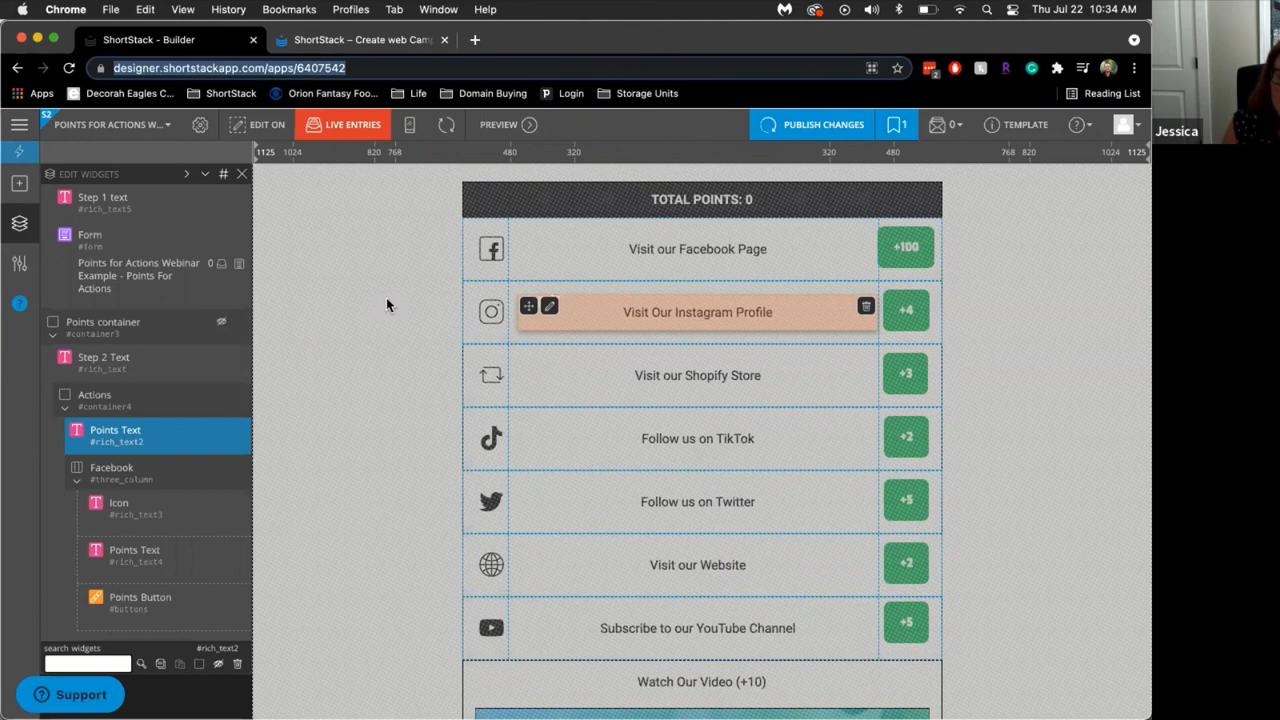 Chrome File Edit View History Bookmarks Profiles Tab Window Help Thu Jul 22 10:34 AM
ShortStack - Builder ShortStack – Create web Cam
designer.shortstackapp.com/apps/6407542
Apps Decorah Eagles C... ShortStack Orion Fantasy Foo... Life Domain Buying Login Storage Units Reading List
S2 POINTS FOR ACTIONS W... EDIT ON LIVE ENTRIES PREVIEW PUBLISH CHANGES 1 0 TEMPLATE
Jessica
1125 1024 820 768 480 320 320 480 768 820 1024 1125
EDIT WIDGETS
Step 1 text
#rich_text5
Form
#form
Points for Actions Webinar 0
Example - Points For
Actions
Points container
#container3
Step 2 Text
#rich_text
Actions
#container4
Points Text
#rich_text2
Facebook
#three_column
Icon
#rich_text3
Points Text
#rich_text4
Points Button
#buttons
search widgets #rich_text2
Support
TOTAL POINTS: 0
Visit our Facebook Page +100
Visit Our Instagram Profile +4
Visit our Shopify Store +3
Follow us on TikTok +2
Follow us on Twitter +5
Visit our Website +2
Subscribe to our YouTube Channel +5
Watch Our Video (+10)